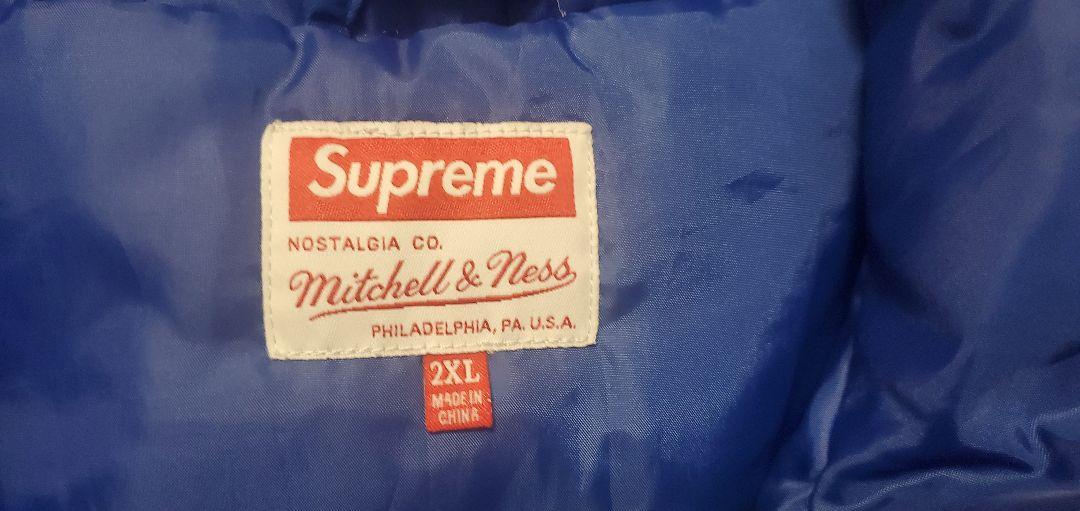 Supreme
NOSTALGIA CO.
Mitchell & Ness
PHILADELPHIA, PA. U.S.A.
2XL
MADE IN
CHINA